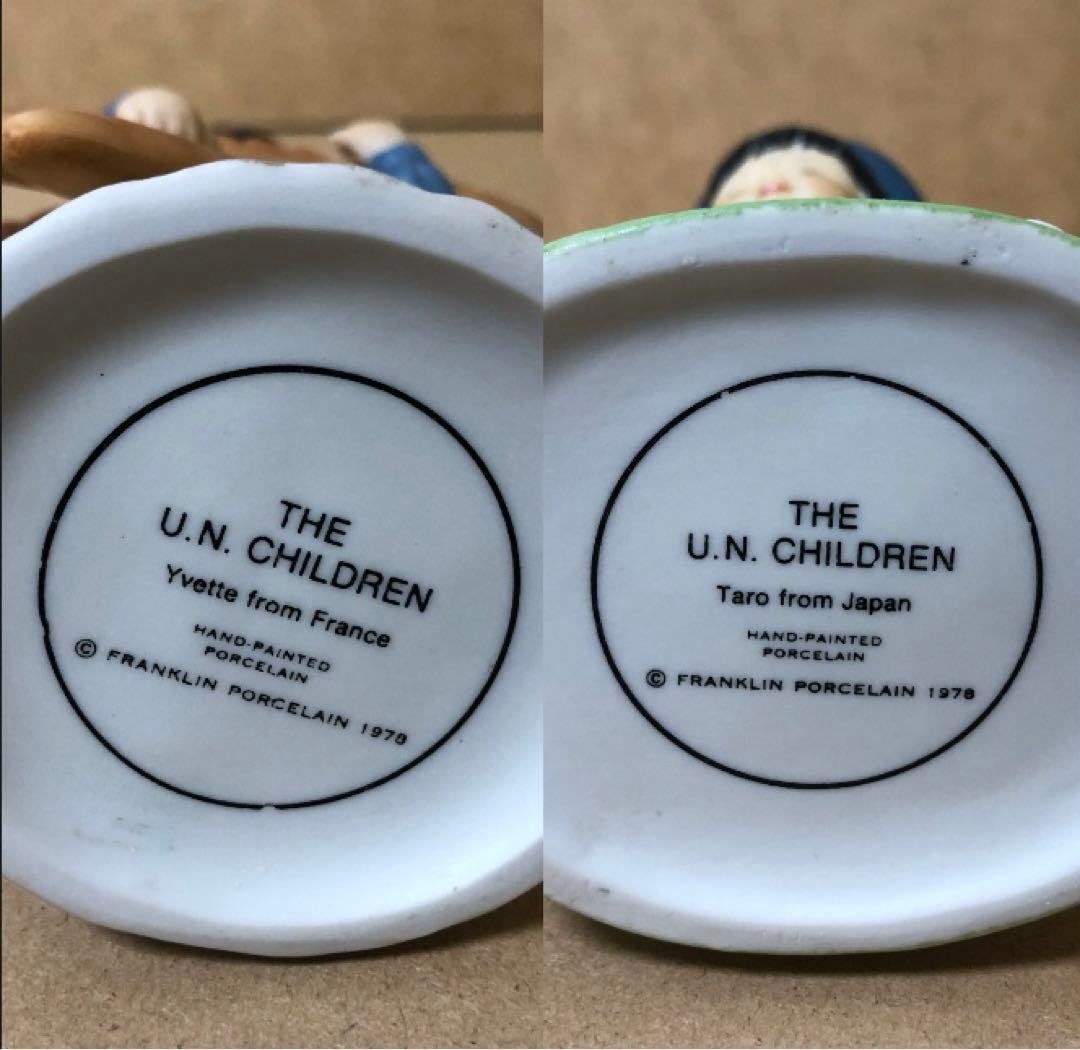 THE
U.N. CHILDREN
Yvette from France
HAND-PAINTED
PORCELAIN
© FRANKLIN PORCELAIN 1978
THE
U.N. CHILDREN
Taro from Japan
HAND-PAINTED
PORCELAIN
© FRANKLIN PORCELAIN 1978